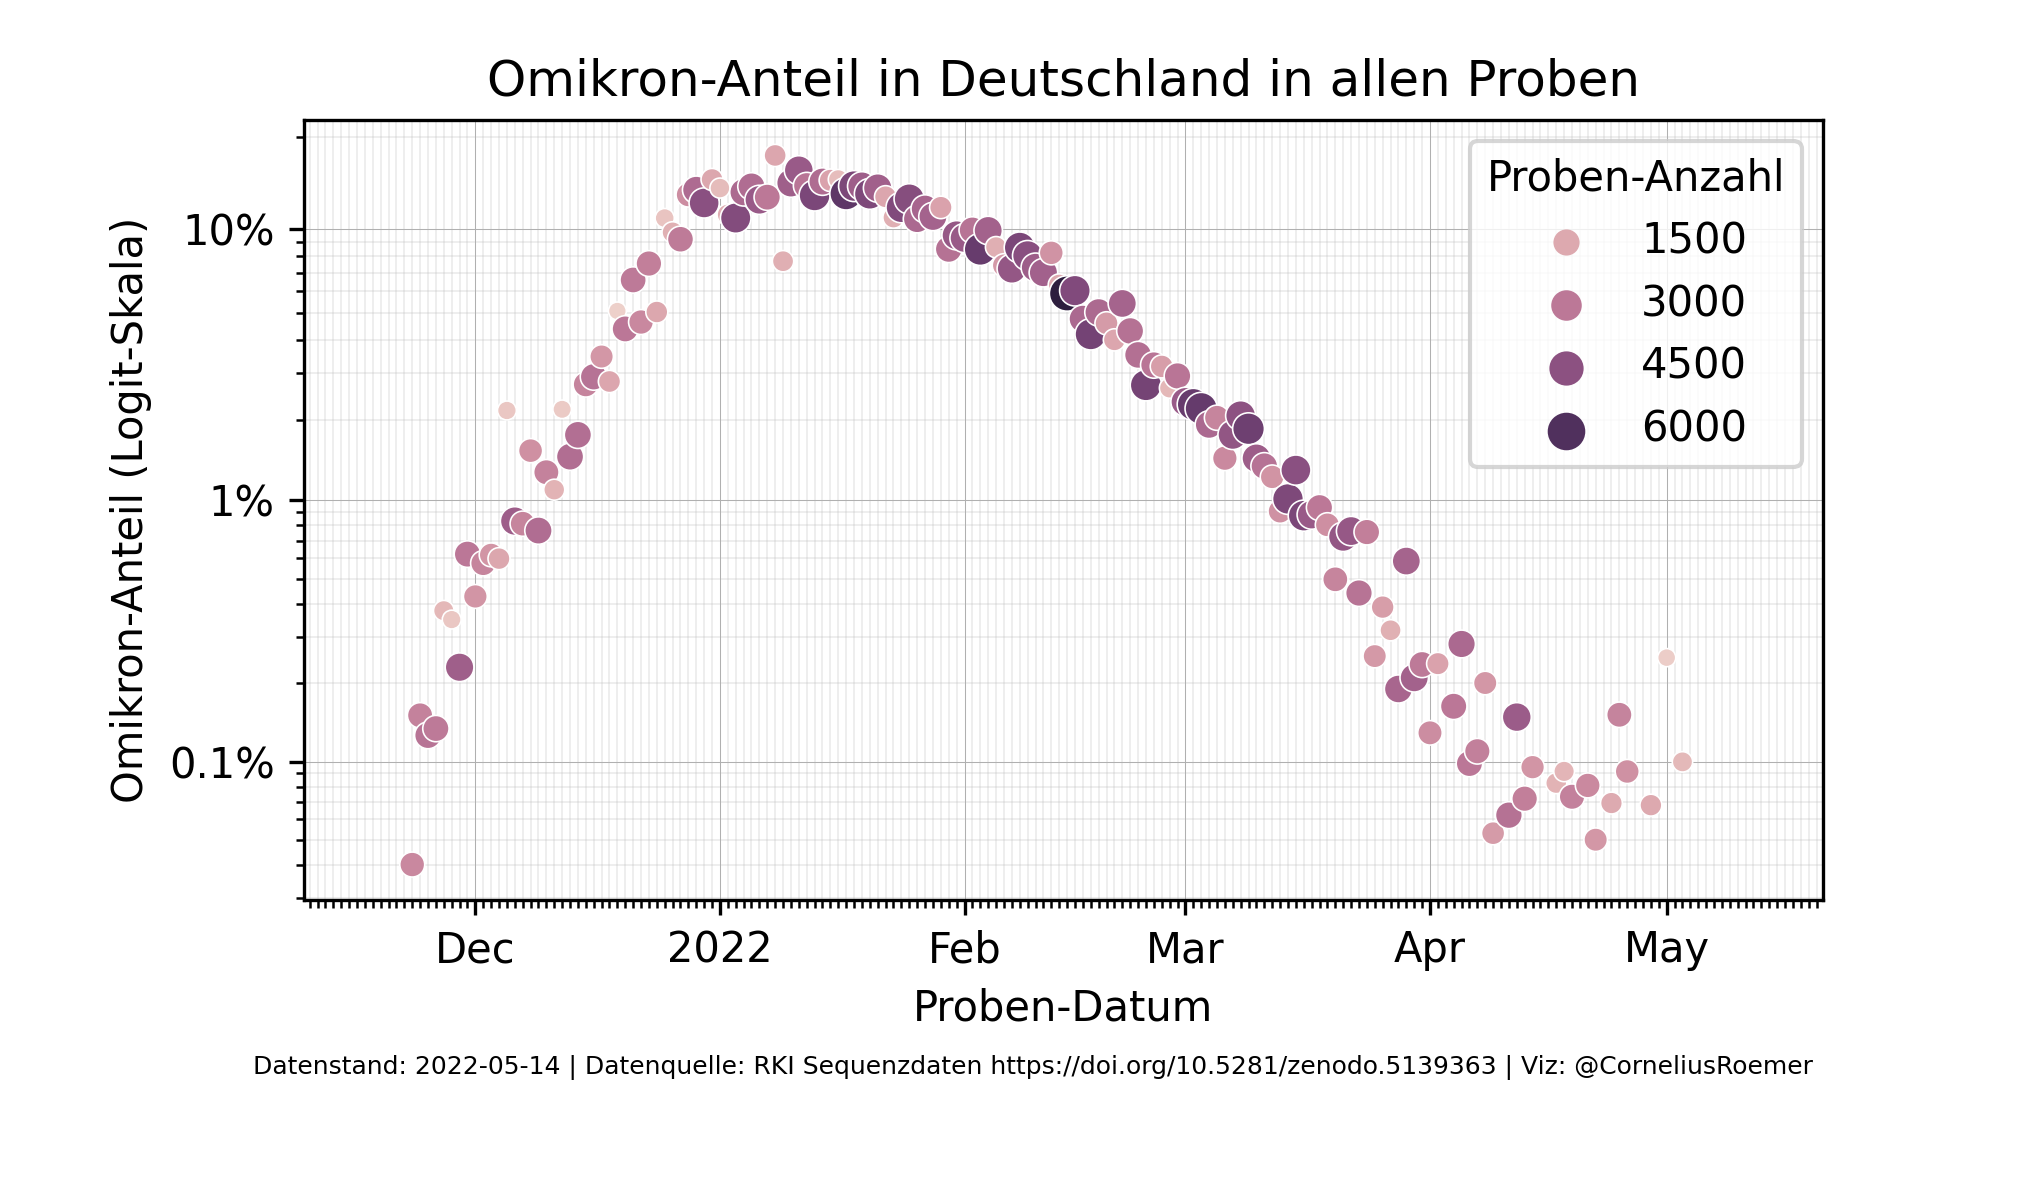 Omikron-Anteil in Deutschland in allen Proben
Omikron-Anteil (Logit-Skala)
10%
1%
0.1%
Proben-Anzahl
1500
3000
4500
6000
Dec 2022 Feb Mar Apr May
Proben-Datum
Datenstand: 2022-05-14 | Datenquelle: RKI Sequenzdaten https://doi.org/10.5281/zenodo.5139363 | Viz: @CorneliusRoemer